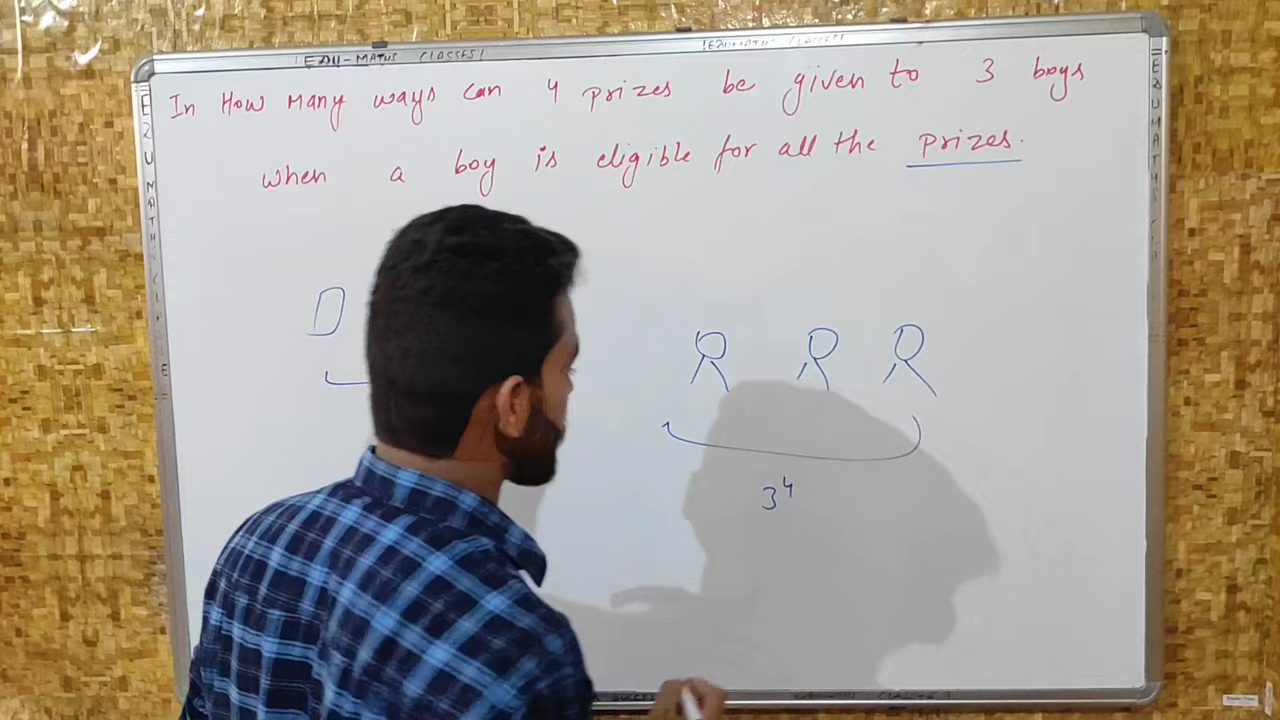 EDU-MATHS CLASSES!
In How Many ways can 4 prizes be given to 3 boys
when a boy is eligible for all the prizes.
3⁴